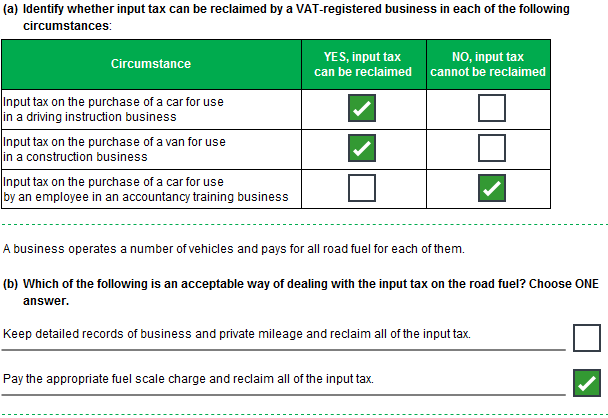 (a) Identify whether input tax can be reclaimed by a VAT-registered business in each of the following
circumstances:
Circumstance
YES, input tax
can be reclaimed
NO, input tax
cannot be reclaimed
Input tax on the purchase of a car for use
in a driving instruction business
Input tax on the purchase of a van for use
in a construction business
Input tax on the purchase of a car for use
by an employee in an accountancy training business
A business operates a number of vehicles and pays for all road fuel for each of them.
(b) Which of the following is an acceptable way of dealing with the input tax on the road fuel? Choose ONE
answer.
Keep detailed records of business and private mileage and reclaim all of the input tax.
Pay the appropriate fuel scale charge and reclaim all of the input tax.